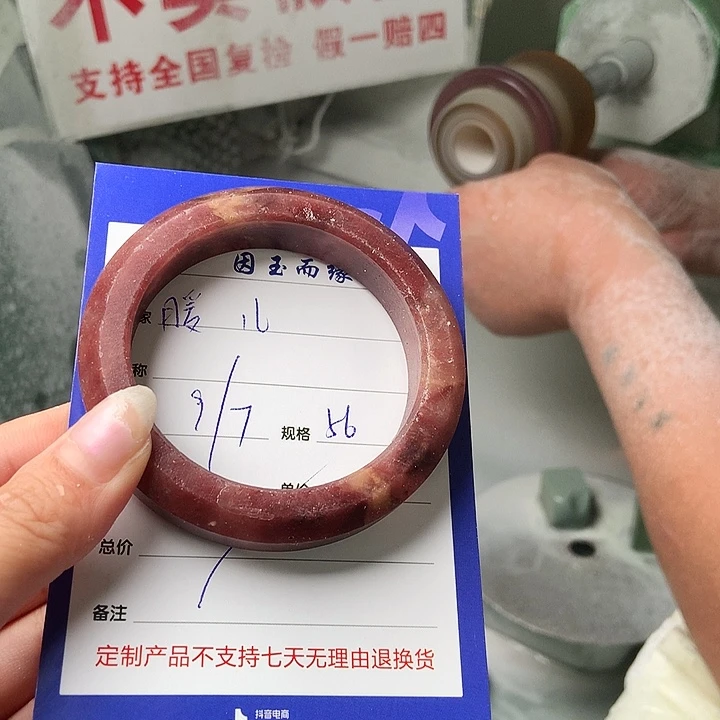 支持全国复检 假一赔四
因玉而缘
暖 儿
称
9/7 规格 56
单价
总价
备注
定制产品不支持七天无理由退换货
抖音电商